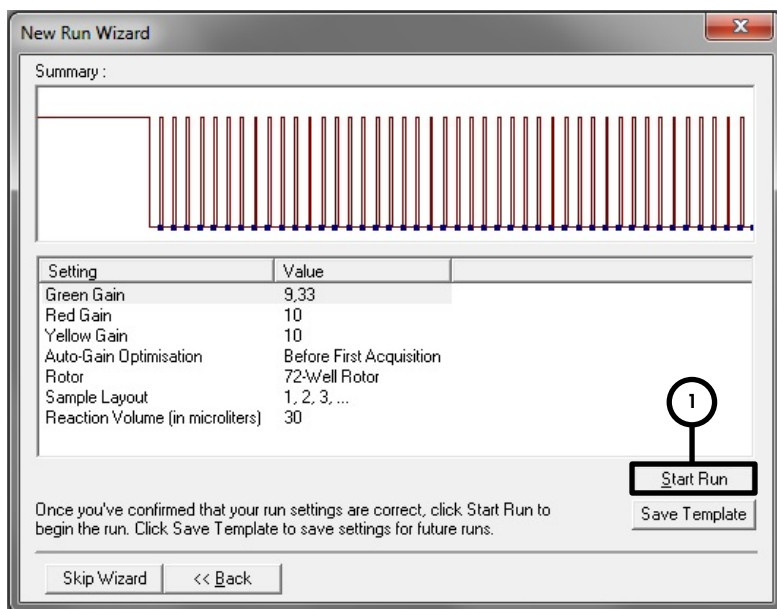 New Run Wizard
X
Summary :
Setting Value
Green Gain 9,33
Red Gain 10
Yellow Gain 10
Auto-Gain Optimisation Before First Acquisition
Rotor 72-Well Rotor
Sample Layout 1, 2, 3, ...
Reaction Volume (in microliters) 30
1
Start Run
Once you've confirmed that your run settings are correct, click Start Run to
begin the run. Click Save Template to save settings for future runs.
Save Template
Skip Wizard << Back